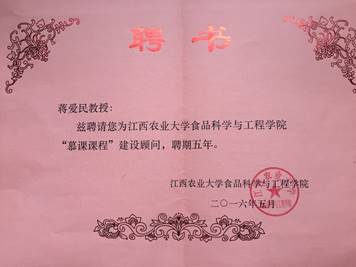 聘书
蒋爱民教授:
兹聘请您为江西农业大学食品科学与工程学院
“慕课课程”建设顾问，聘期五年。
江西农业大学食品科学与工程学院
二〇一六年五月